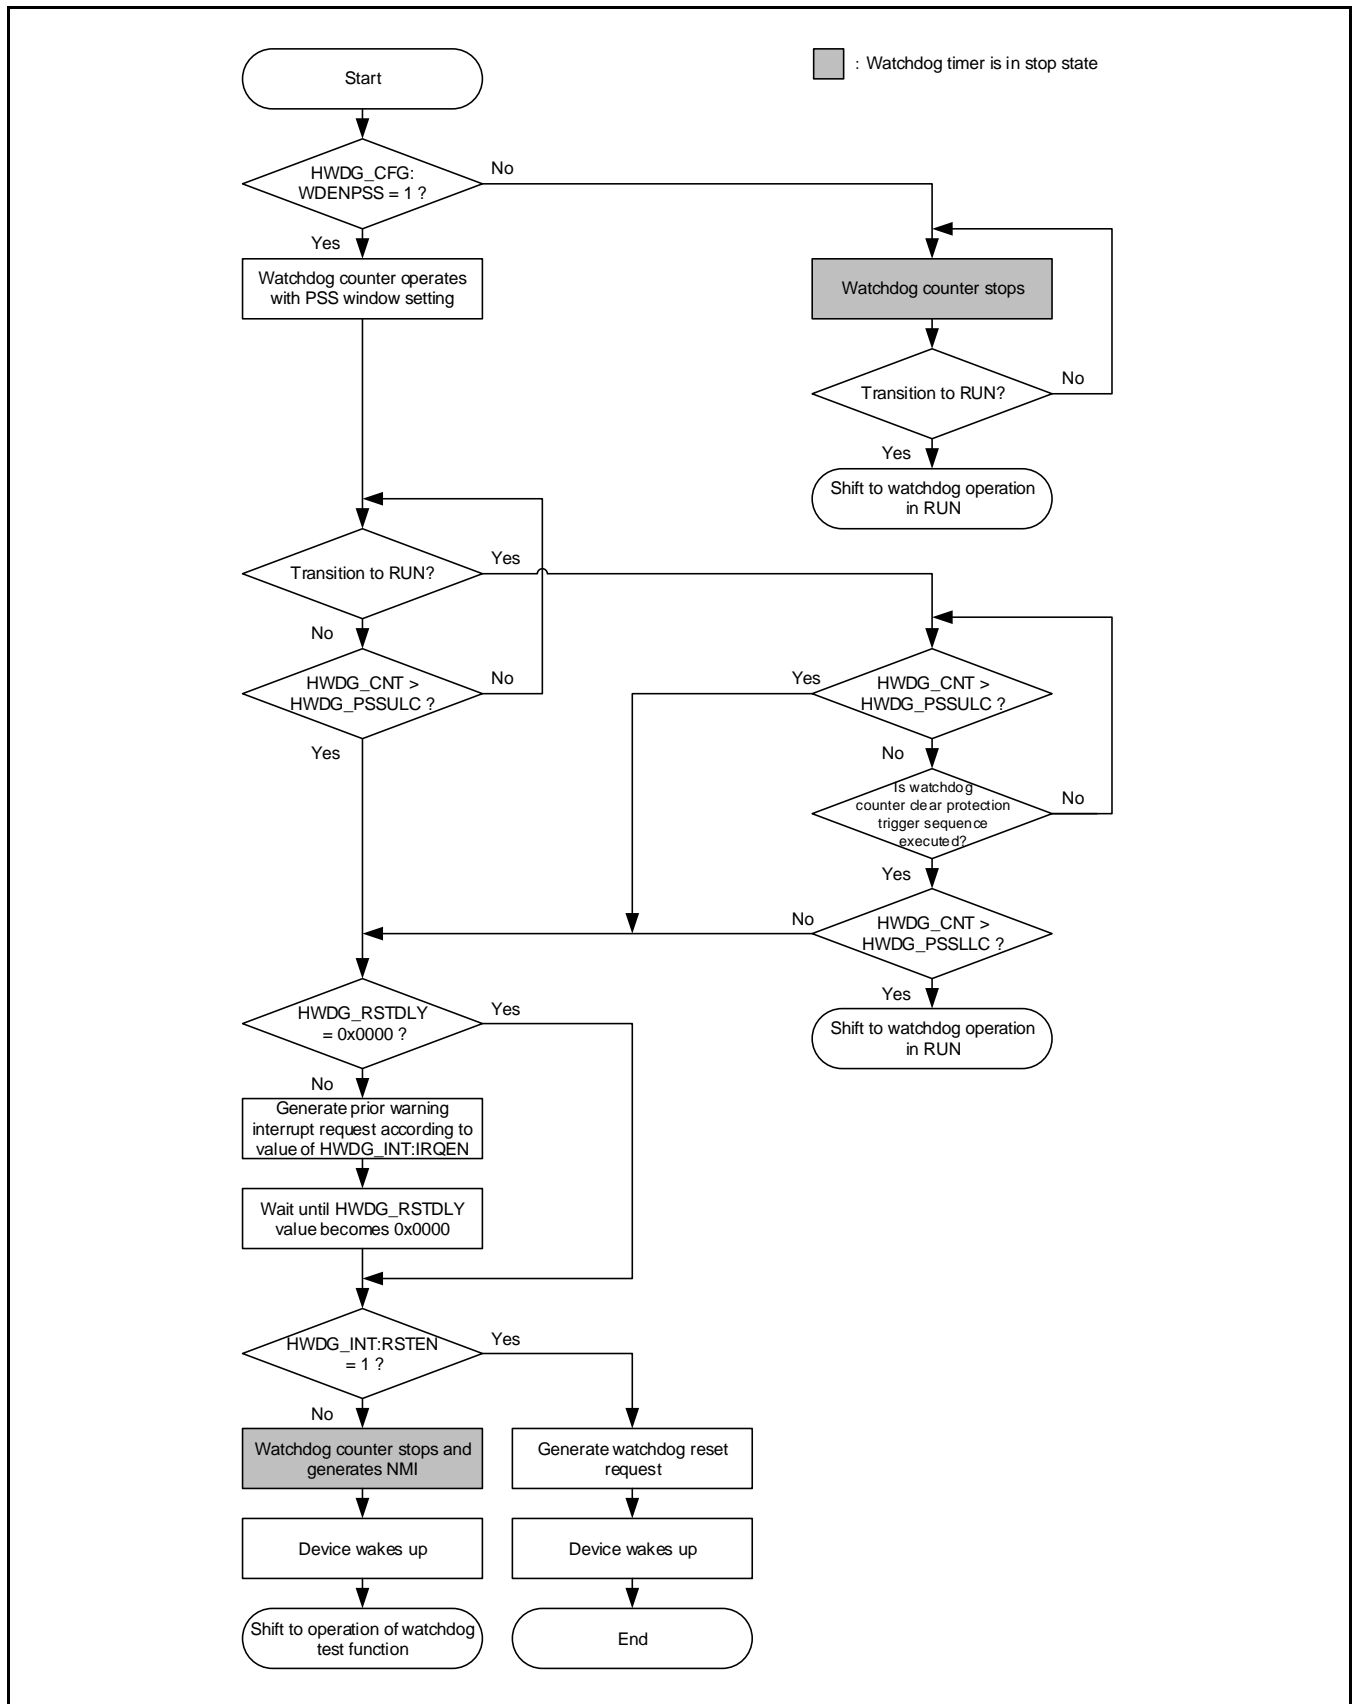 Start
: Watchdog timer is in stop state
HWDG_CFG:
WDENPSS = 1 ?
No
Yes
Watchdog counter operates
with PSS window setting
Watchdog counter stops
Transition to RUN?
No
Yes
Shift to watchdog operation
in RUN
Transition to RUN?
Yes
No
HWDG_CNT >
HWDG_PSSULC ?
No
Yes
Yes
HWDG_CNT >
HWDG_PSSULC ?
No
Is watchdog
counter clear protection
trigger sequence
executed?
No
Yes
No
HWDG_CNT >
HWDG_PSSLLC ?
Yes
Shift to watchdog operation
in RUN
HWDG_RSTDLY
= 0x0000 ?
Yes
No
Generate prior warning
interrupt request according to
value of HWDG_INT:IRQEN
Wait until HWDG_RSTDLY
value becomes 0x0000
HWDG_INT:RSTEN
= 1 ?
Yes
No
Watchdog counter stops and
generates NMI
Generate watchdog reset
request
Device wakes up
Device wakes up
Shift to operation of watchdog
test function
End